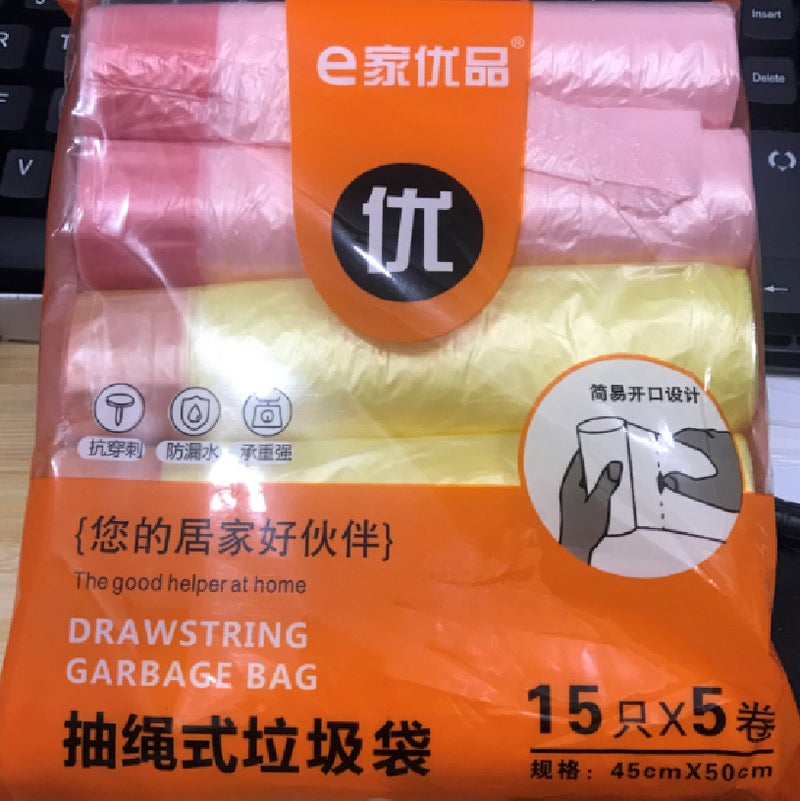 R
T
F
V
Insert
Delete
e家优品®
优
简易开口设计
抗穿刺 防漏水 承重强
{您的居家好伙伴}
The good helper at home
DRAWSTRING
GARBAGE BAG
抽绳式垃圾袋
15只X5卷
规格：45cmX50cm